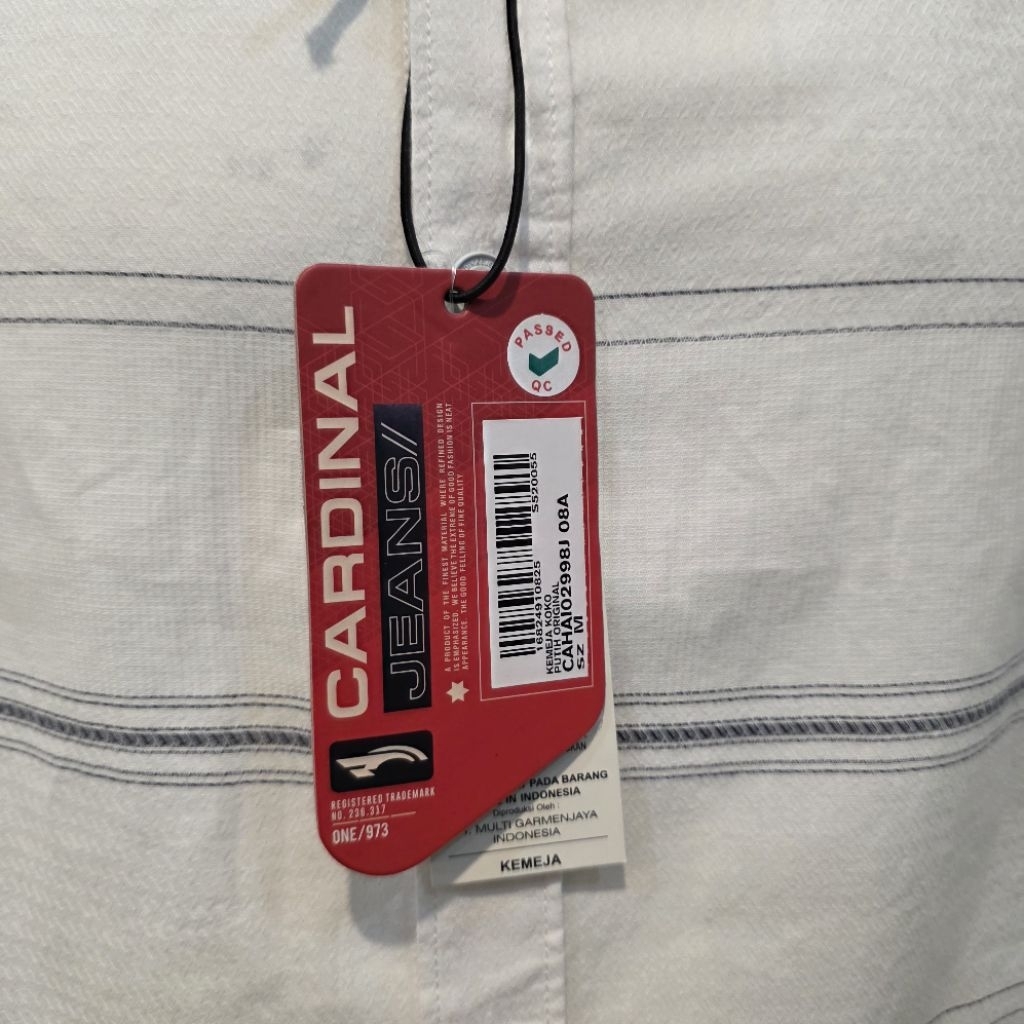 CARDINAL
JEANS//
A PRODUCT OF THE FINEST MATERIAL WHERE REFINED DESIGN
IS EMPHASIZED. WE BELIEVE THE EXTREME OF GOOD FASHION IS NEAT
APPEARANCE. THE GOOD FEELING OF FINE QUALITY
PASSED
QC
S520055
16824910825
KEMEJA KOKO
PUTIH ORIGINAL
CAHAI02998J 08A
SZ M
REGISTERED TRADEMARK
NO. 236.317
ONE/973
PADA BARANG
IN INDONESIA
Diproduksi Oleh :
MULTI GARMENJAYA
INDONESIA
KEMEJA